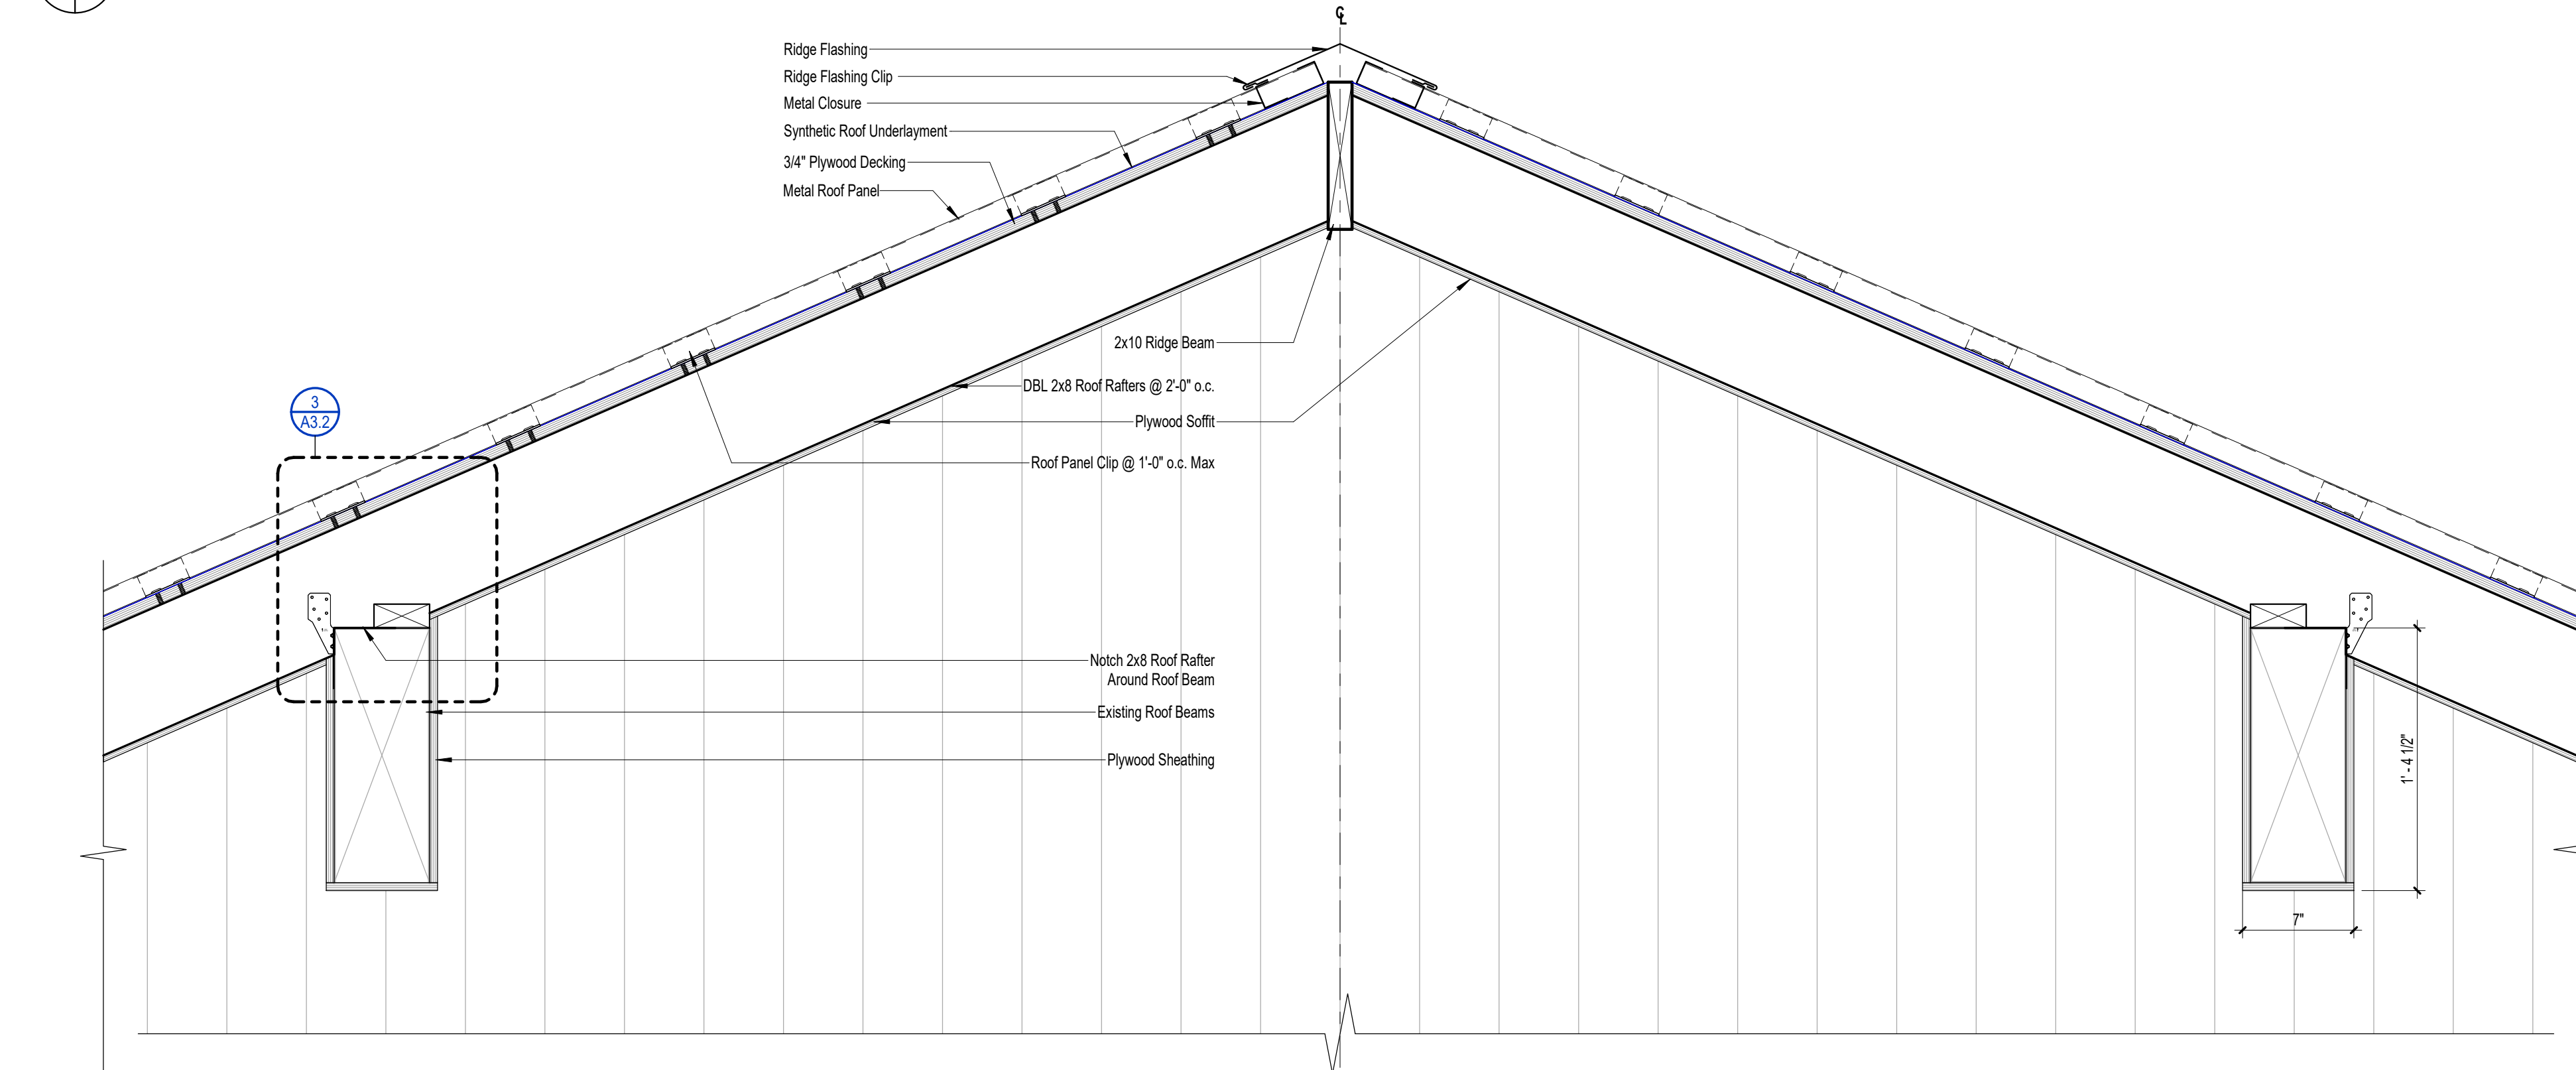 ℄
Ridge Flashing
Ridge Flashing Clip
Metal Closure
Synthetic Roof Underlayment
3/4" Plywood Decking
Metal Roof Panel
2x10 Ridge Beam
DBL 2x8 Roof Rafters @ 2'-0" o.c.
3
A3.2
Plywood Soffit
Roof Panel Clip @ 1'-0" o.c. Max
Notch 2x8 Roof Rafter
Around Roof Beam
Existing Roof Beams
Plywood Sheathing
1' - 4 1/2"
7"